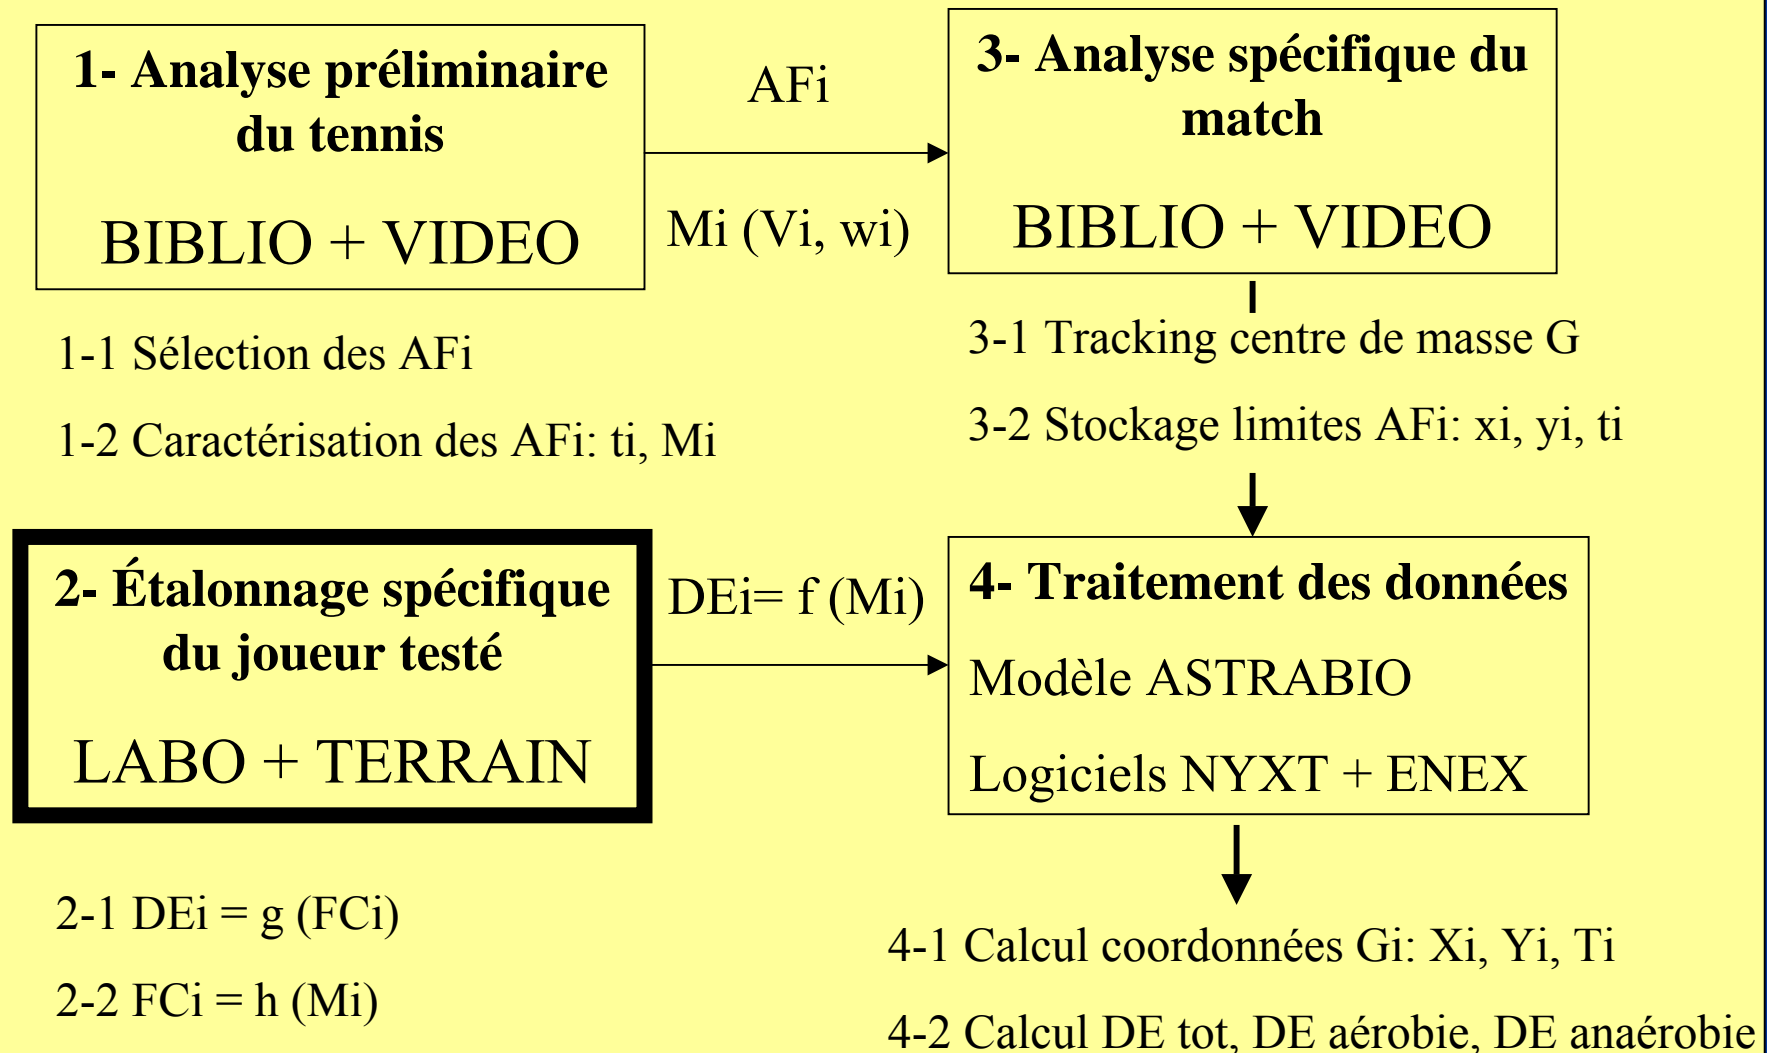 1- Analyse préliminaire
du tennis
BIBLIO + VIDEO
1-1 Sélection des AFi
1-2 Caractérisation des AFi: ti, Mi
AFi
Mi (Vi, wi)
3- Analyse spécifique du
match
BIBLIO + VIDEO
3-1 Tracking centre de masse G
3-2 Stockage limites AFi: xi, yi, ti
2- Étalonnage spécifique
du joueur testé
LABO + TERRAIN
2-1 DEi = g (FCi)
2-2 FCi = h (Mi)
DEi= f (Mi)
4- Traitement des données
Modèle ASTRABIO
Logiciels NYXT + ENEX
4-1 Calcul coordonnées Gi: Xi, Yi, Ti
4-2 Calcul DE tot, DE aérobie, DE anaérobie